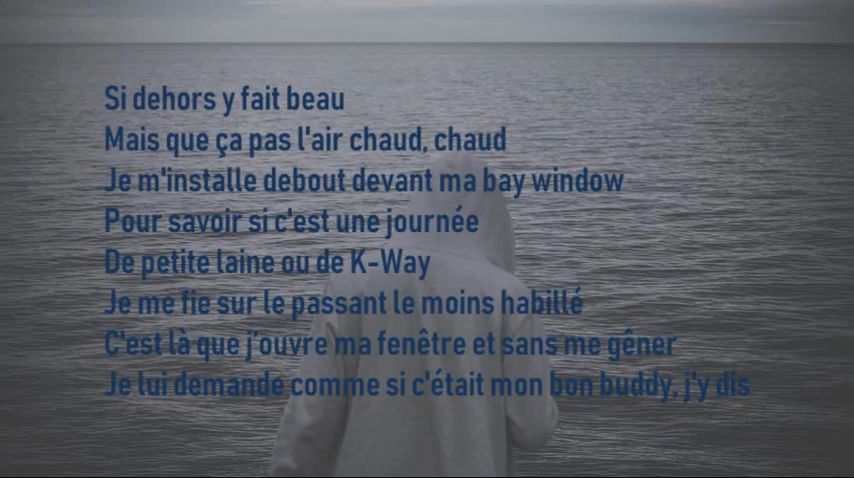 Si dehors y fait beau
Mais que ça pas l'air chaud, chaud
Je m'installe debout devant ma bay window
Pour savoir si c'est une journée
De petite laine ou de K-Way
Je me fie sur le passant le moins habillé
C'est là que j'ouvre ma fenêtre et sans me gêner
Je lui demande comme si c'était mon bon buddy, j'y dis